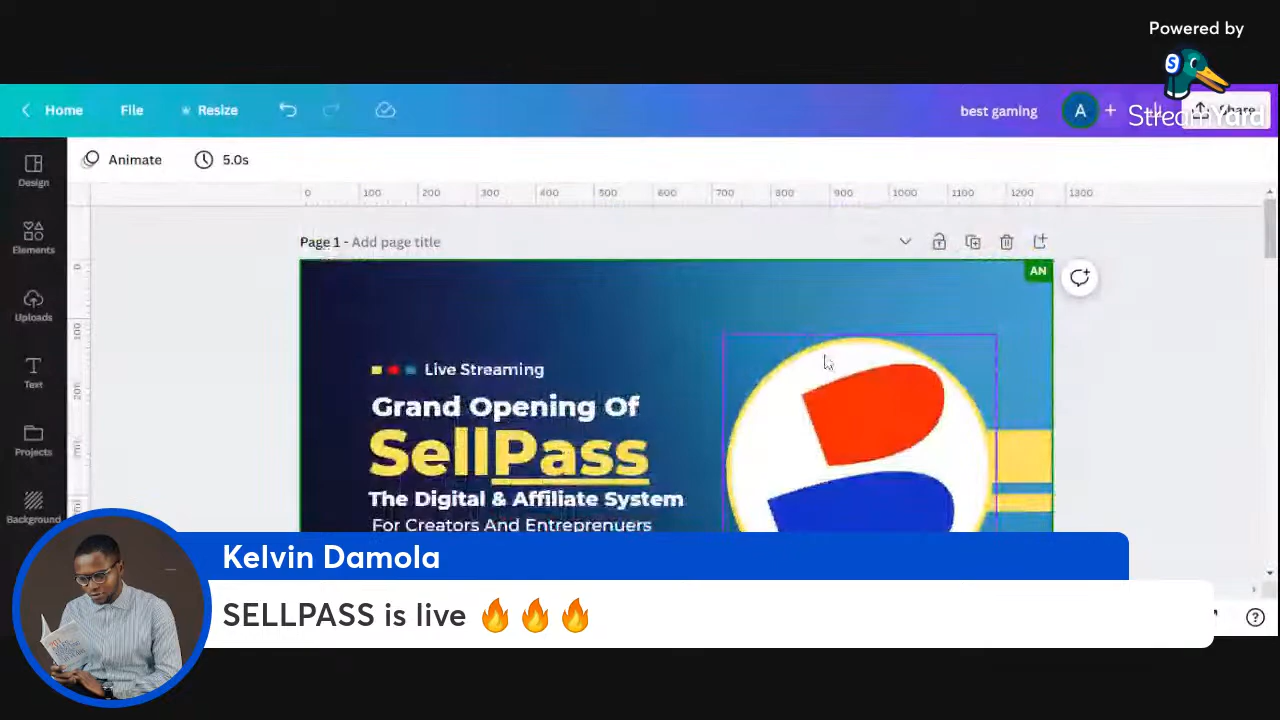 Powered by
StreamYard
Home File Resize best gaming A + Share
Animate 5.0s
Design
Elements
Uploads
Text
Projects
Background
0 100 200 300 400 500 600 700 800 900 1000 1100 1200 1300
0
100
200
Page 1 - Add page title
AN
Live Streaming
Grand Opening Of
SellPass
The Digital & Affiliate System
For Creators And Entreprenuers
Kelvin Damola
SELLPASS is live 🔥🔥🔥